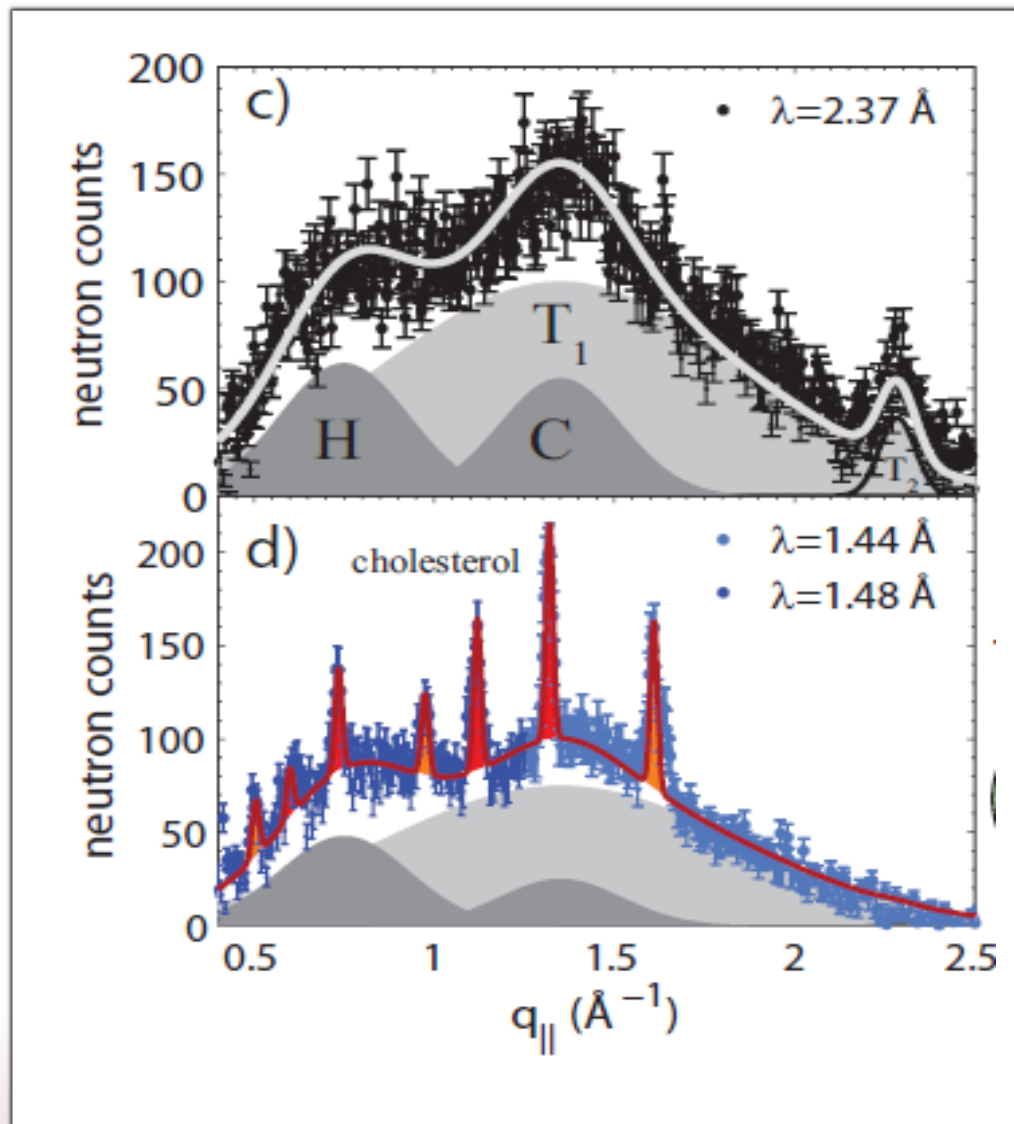 c)
λ=2.37 Å
neutron counts
200
150
100
50
0
H
T1
C
T2
d)
cholesterol
λ=1.44 Å
λ=1.48 Å
neutron counts
200
150
100
50
0
0.5 1 1.5 2 2.5
q|| (Å⁻¹)